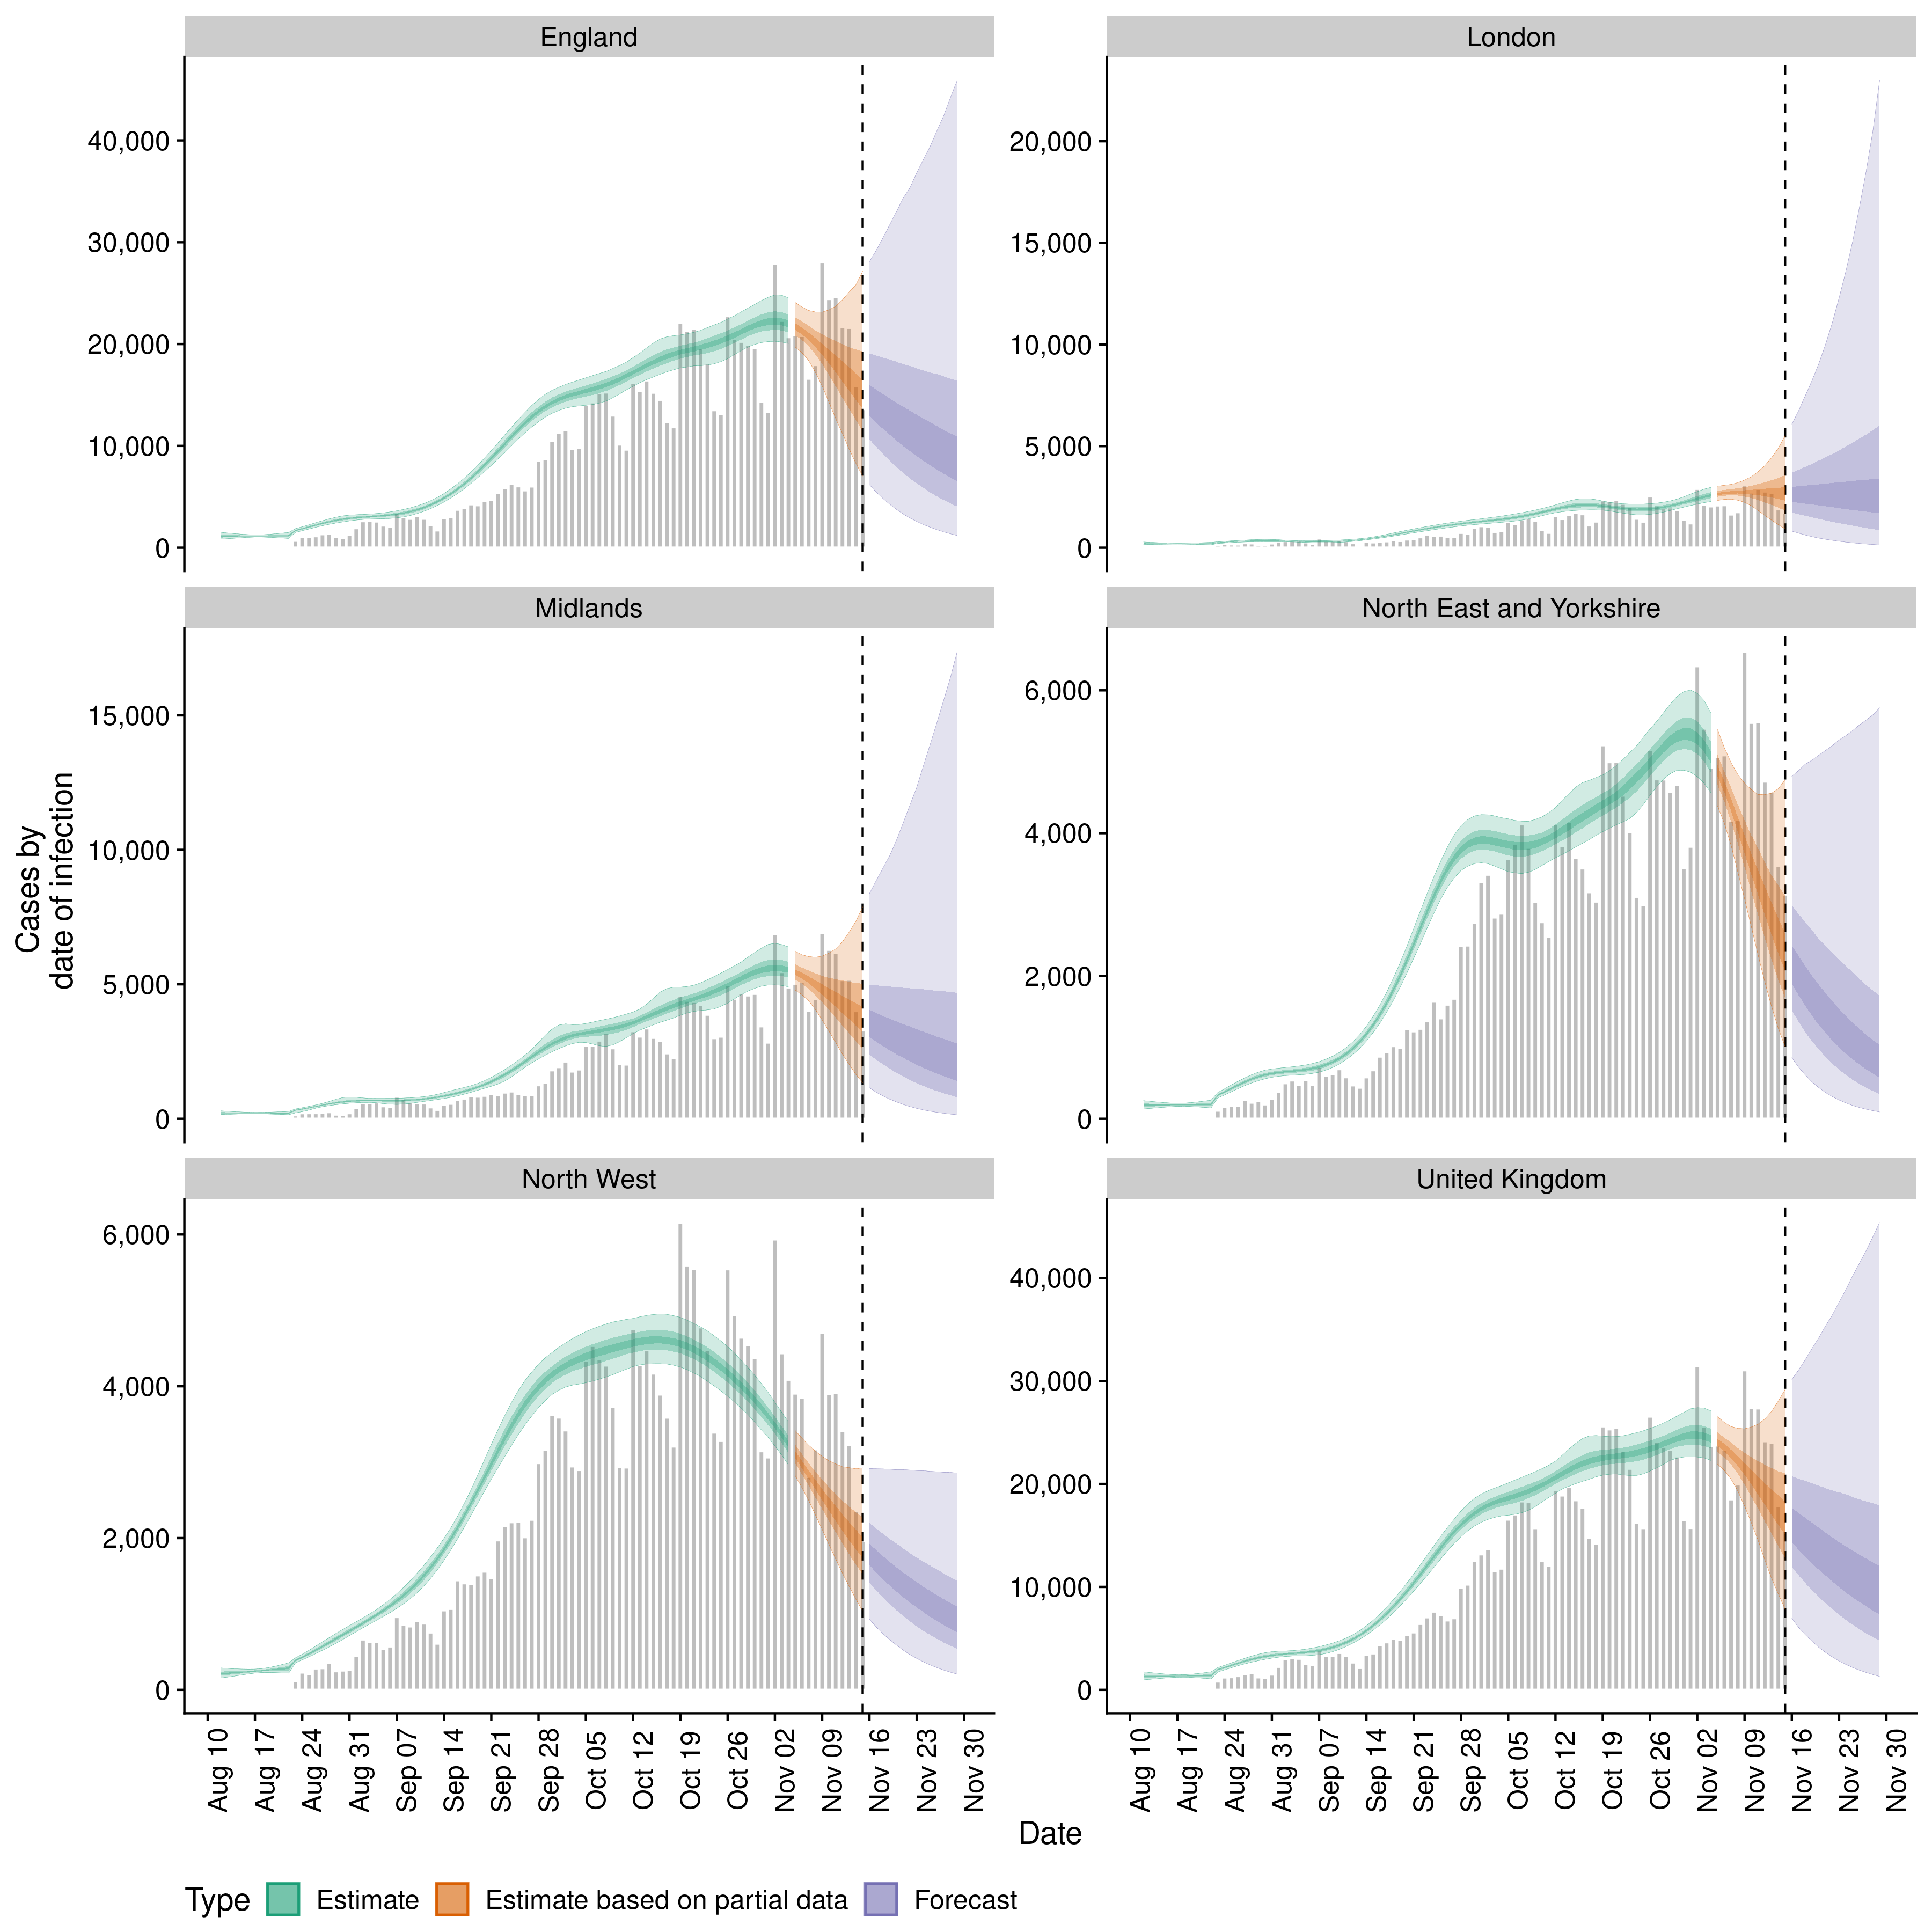 England
London
40,000
30,000
20,000
10,000
0
20,000
15,000
10,000
5,000
0
Midlands
North East and Yorkshire
15,000
10,000
5,000
0
6,000
4,000
2,000
0
Cases by
date of infection
North West
United Kingdom
6,000
4,000
2,000
0
40,000
30,000
20,000
10,000
0
Aug 10
Aug 17
Aug 24
Aug 31
Sep 07
Sep 14
Sep 21
Sep 28
Oct 05
Oct 12
Oct 19
Oct 26
Nov 02
Nov 09
Nov 16
Nov 23
Nov 30
Aug 10
Aug 17
Aug 24
Aug 31
Sep 07
Sep 14
Sep 21
Sep 28
Oct 05
Oct 12
Oct 19
Oct 26
Nov 02
Nov 09
Nov 16
Nov 23
Nov 30
Date
Type Estimate Estimate based on partial data Forecast